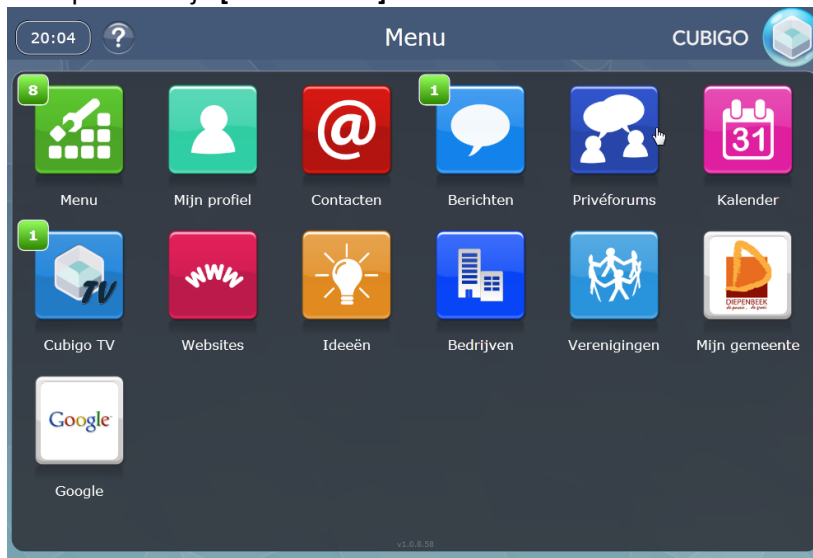 20:04 ? Menu CUBIGO
8 1
@ 31
Menu Mijn profiel Contacten Berichten Privéforums Kalender
1
TV www DIEPENBEEK
Cubigo TV Websites Ideeën Bedrijven Verenigingen Mijn gemeente
Google
Google
v1.0.8.58